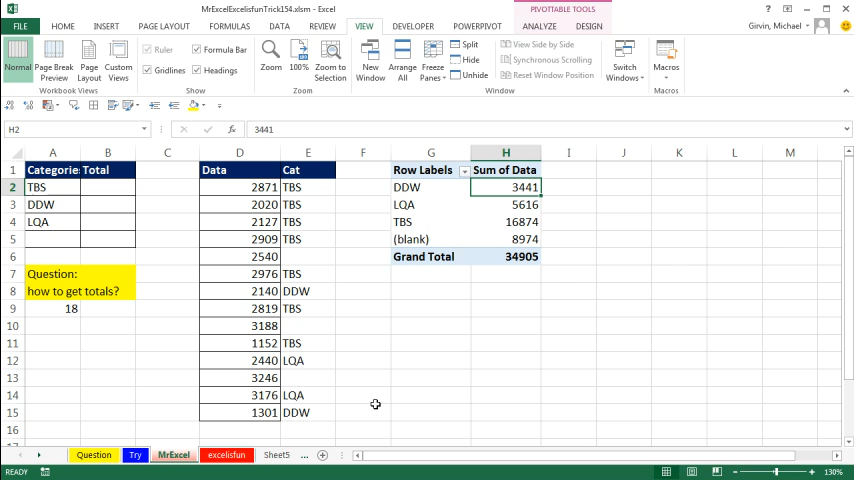 MrExcelExcelisfunTrick154.xlsm - Excel
PIVOTTABLE TOOLS
FILE HOME INSERT PAGE LAYOUT FORMULAS DATA REVIEW VIEW DEVELOPER POWERPIVOT ANALYZE DESIGN Girvin, Michael
Normal Page Break Preview Page Layout Custom Views
Ruler Formula Bar
Gridlines Headings
Zoom 100% Zoom to Selection
New Window Arrange All Freeze Panes
Split
Hide
Unhide
View Side by Side
Synchronous Scrolling
Reset Window Position
Switch Windows Macros
Workbook Views Show Zoom Window Macros
H2 fx 3441
A B C D E F G H I J K L M
1 Categorie Total Data Cat Row Labels Sum of Data
2 TBS 2871 TBS DDW 3441
3 DDW 2020 TBS LQA 5616
4 LQA 2127 TBS TBS 16874
5 2909 TBS (blank) 8974
6 2540 Grand Total 34905
7 Question: 2976 TBS
8 how to get totals? 2140 DDW
9 18 2819 TBS
10 3188
11 1152 TBS
12 2440 LQA
13 3246
14 3176 LQA
15 1301 DDW
16
17
Question Try MrExcel excelisfun Sheet5 ...
READY 130%